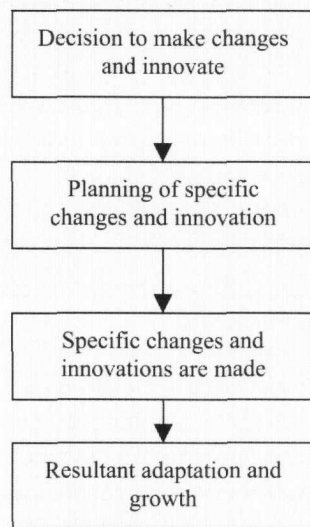 Decision to make changes
and innovate
Planning of specific
changes and innovation
Specific changes and
innovations are made
Resultant adaptation and
growth